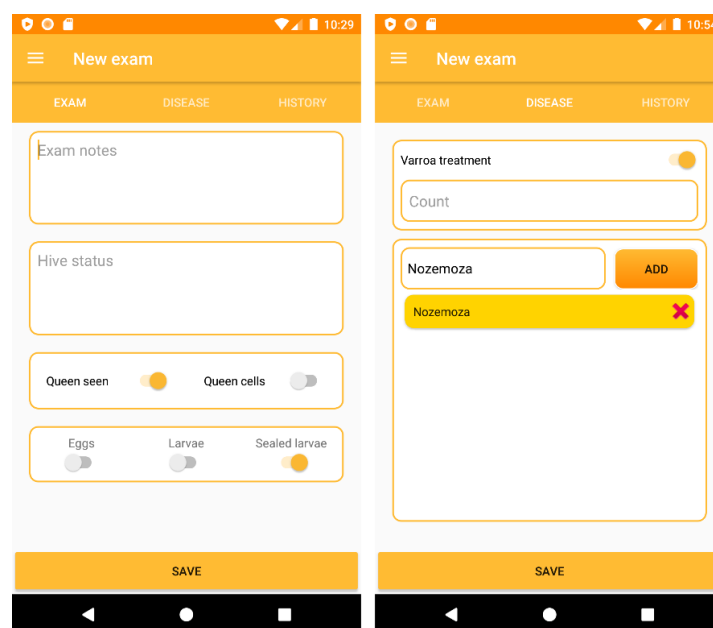 10:29
New exam
EXAM DISEASE HISTORY
Exam notes
Hive status
Queen seen Queen cells
Eggs Larvae Sealed larvae
SAVE
10:54
New exam
EXAM DISEASE HISTORY
Varroa treatment
Count
Nozemoza ADD
Nozemoza
SAVE